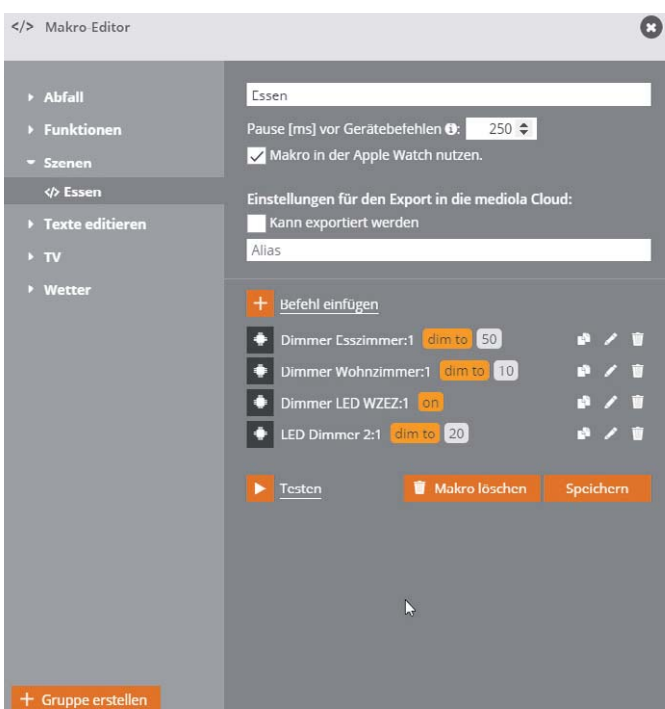 </> Makro-Editor
Abfall
Funktionen
Szenen
</> Essen
Texte editieren
TV
Wetter
+ Gruppe erstellen
Essen
Pause [ms] vor Gerätebefehlen : 250
Makro in der Apple Watch nutzen.
Einstellungen für den Export in die mediola Cloud:
Kann exportiert werden
Alias
+ Befehl einfügen
Dimmer Esszimmer:1 dim to 50
Dimmer Wohnzimmer:1 dim to 10
Dimmer LED WZEZ:1 on
LED Dimmer 2:1 dim to 20
Testen
Makro löschen
Speichern